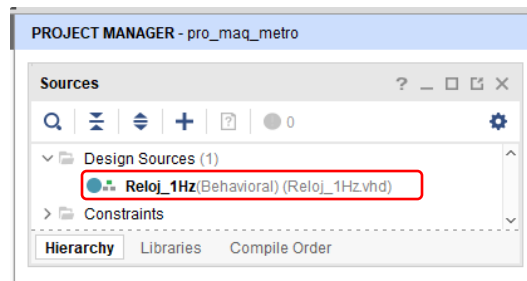 PROJECT MANAGER - pro_maq_metro
Sources
? _ □
0
Design Sources (1)
Reloj_1Hz(Behavioral) (Reloj_1Hz.vhd)
Constraints
Hierarchy Libraries Compile Order